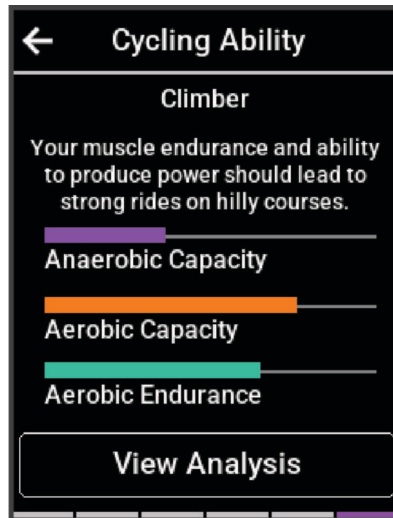 Cycling Ability
Climber
Your muscle endurance and ability
to produce power should lead to
strong rides on hilly courses.
Anaerobic Capacity
Aerobic Capacity
Aerobic Endurance
View Analysis